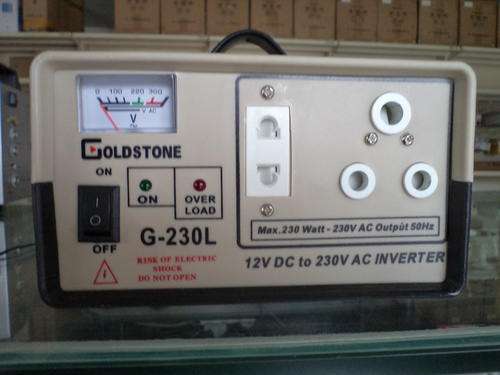 0 100 220 300
V AC
V
GOLDSTONE
ON
ON
OVER
LOAD
OFF
G-230L
RISK OF ELECTRIC
SHOCK
DO NOT OPEN
Max.230 Watt - 230V AC Output 50Hz
12V DC to 230V AC INVERTER